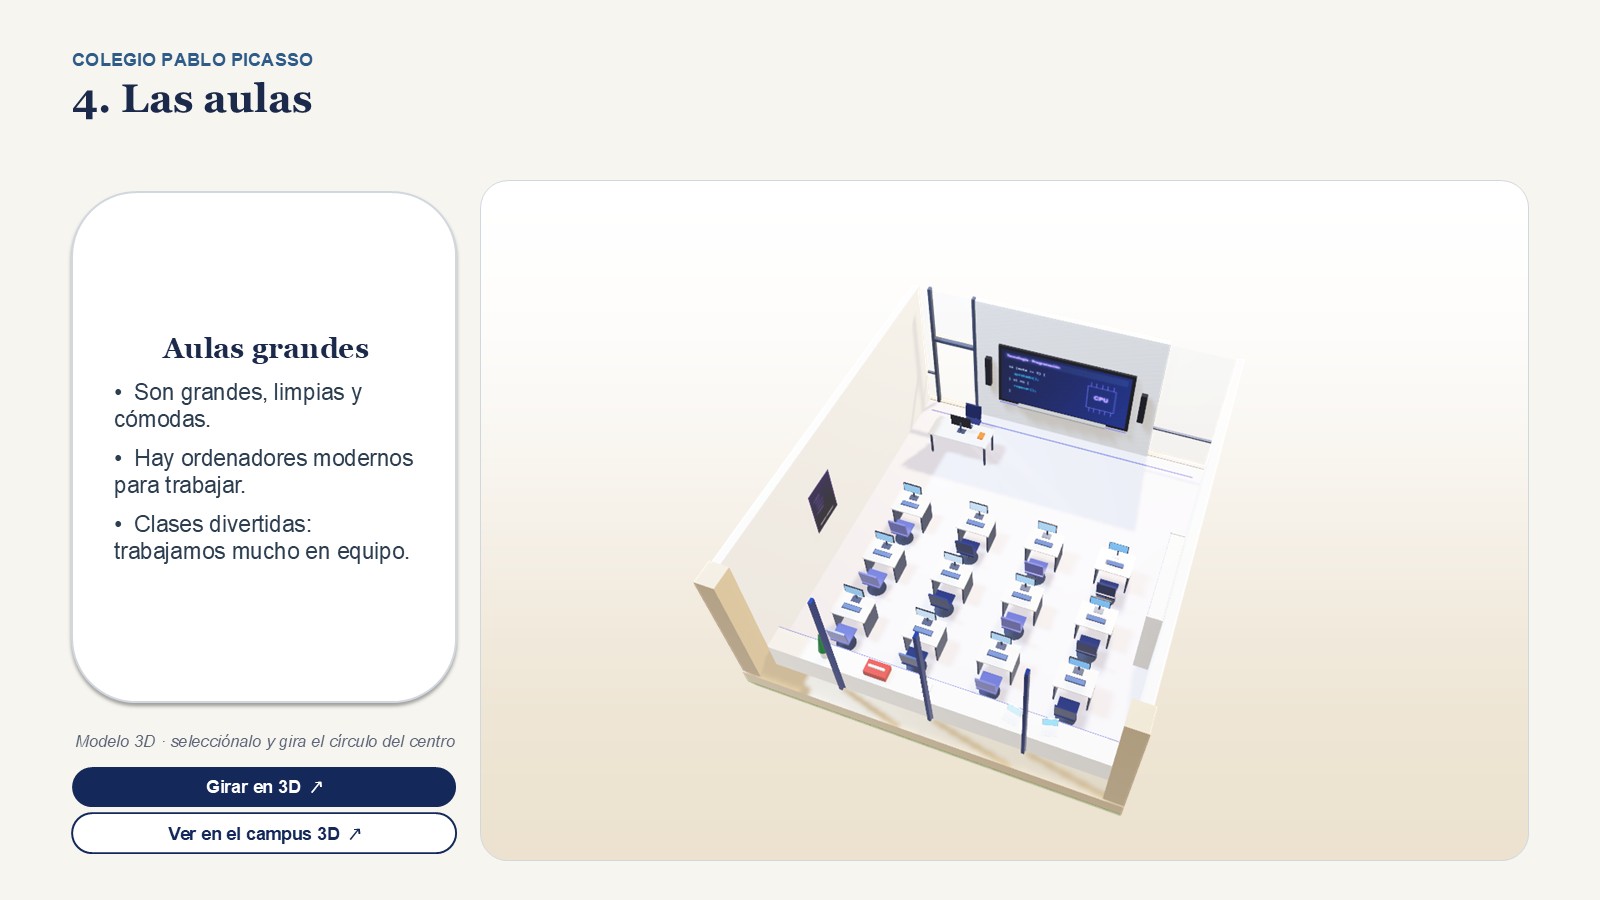 COLEGIO PABLO PICASSO
4. Las aulas
Aulas grandes
• Son grandes, limpias y
cómodas.
• Hay ordenadores modernos
para trabajar.
• Clases divertidas:
trabajamos mucho en equipo.
Modelo 3D · selecciónalo y gira el círculo del centro
Girar en 3D ↗
Ver en el campus 3D ↗
CPU